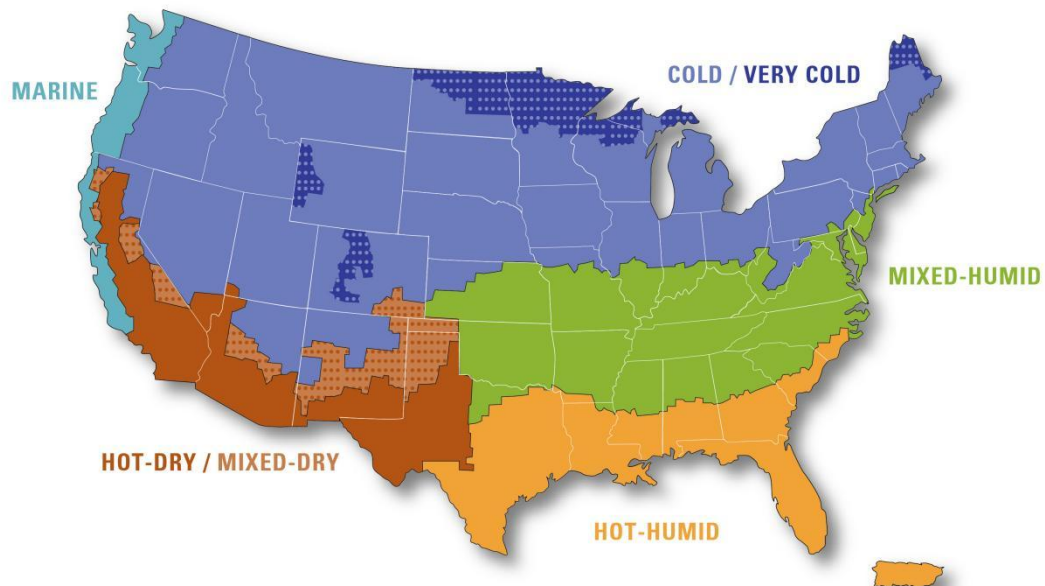 COLD / VERY COLD
MARINE
MIXED-HUMID
HOT-DRY / MIXED-DRY
HOT-HUMID